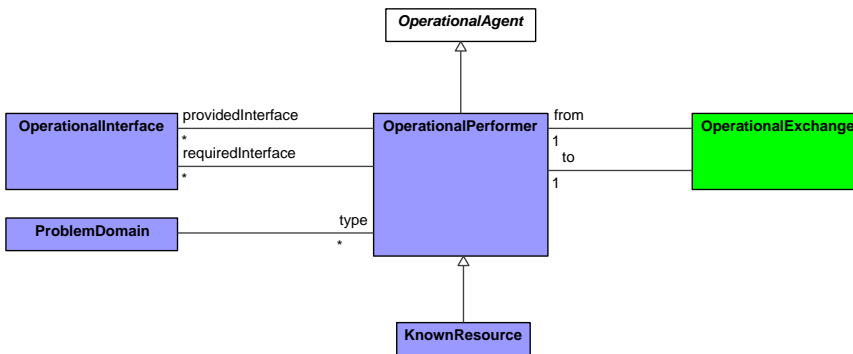 OperationalAgent
providedInterface
from
OperationalInterface
OperationalPerformer
OperationalExchange
*
1
requiredInterface
to
*
1
type
ProblemDomain
*
KnownResource